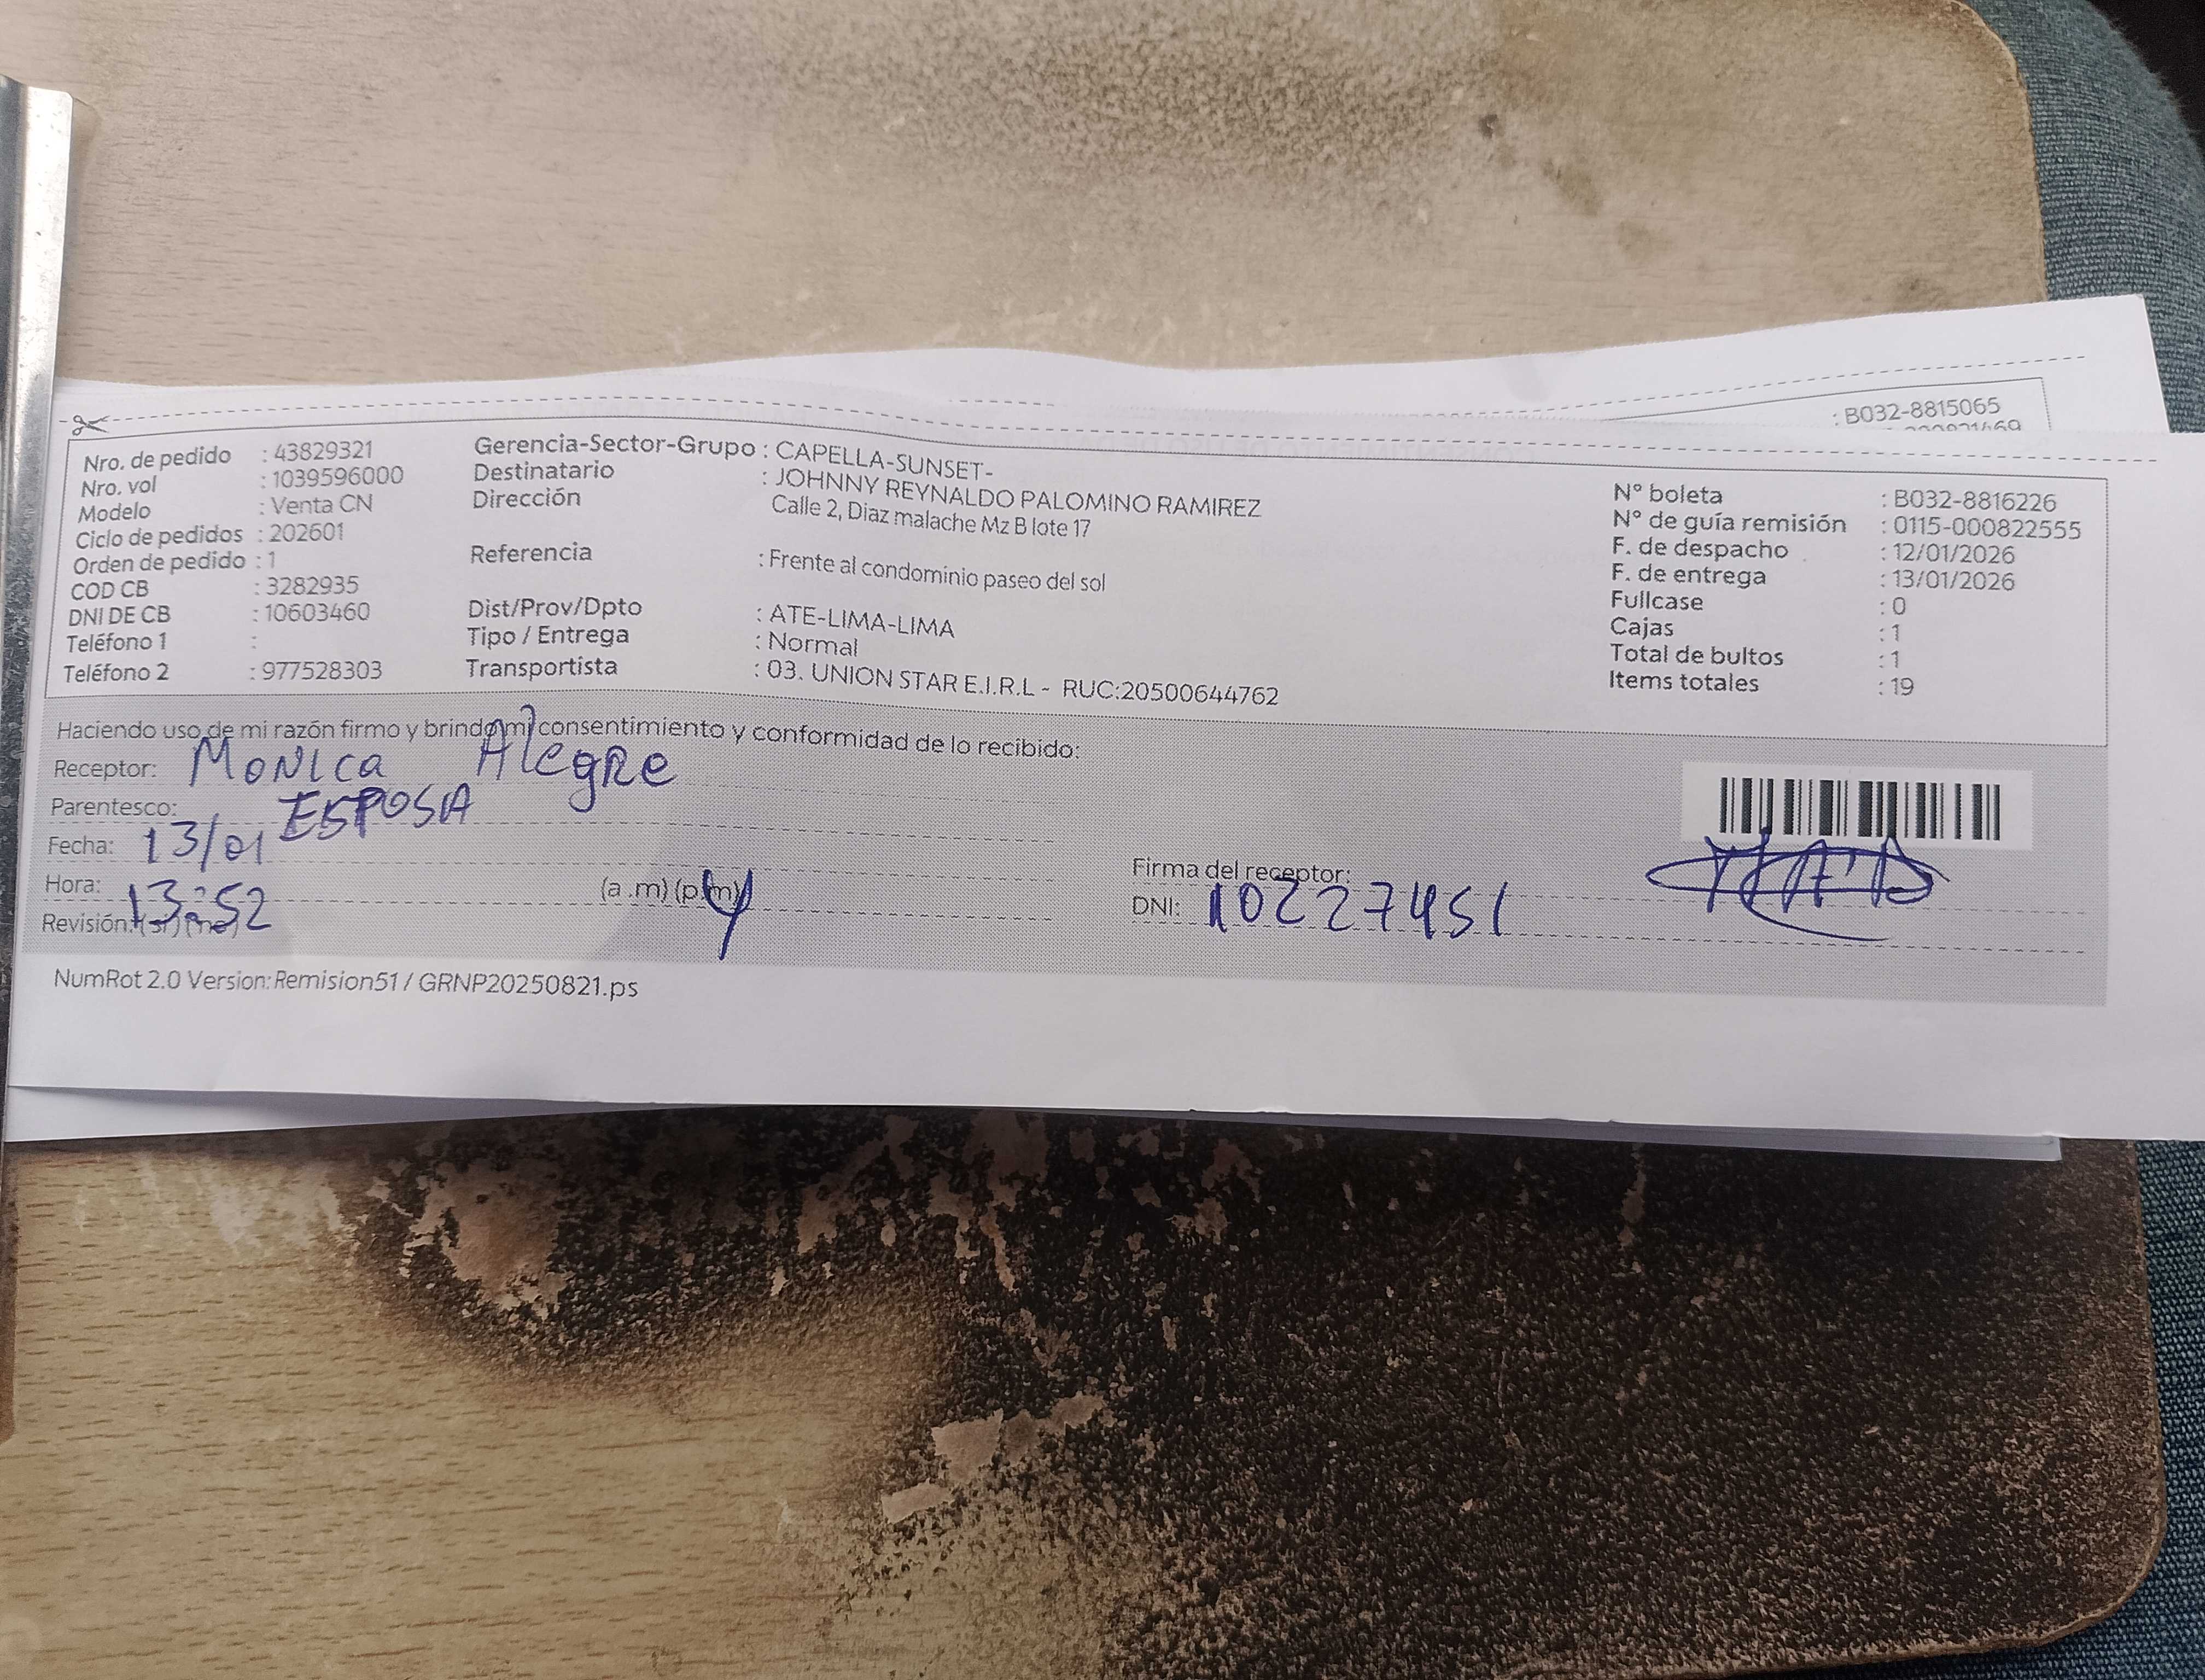 : B032-8815065
Nro. de pedido : 43829321
Nro. vol : 1039596000
Modelo : Venta CN
Ciclo de pedidos : 202601
Orden de pedido : 1
COD CB : 3282935
DNI DE CB : 10603460
Teléfono 1 :
Teléfono 2 : 977528303
Gerencia-Sector-Grupo : CAPELLA-SUNSET-
Destinatario : JOHNNY REYNALDO PALOMINO RAMIREZ
Dirección Calle 2, Diaz malache Mz B lote 17
Referencia : Frente al condominio paseo del sol
Dist/Prov/Dpto : ATE-LIMA-LIMA
Tipo / Entrega : Normal
Transportista : 03. UNION STAR E.I.R.L - RUC:20500644762
N° boleta : B032-8816226
N° de guía remisión : 0115-000822555
F. de despacho : 12/01/2026
F. de entrega : 13/01/2026
Fullcase : 0
Cajas : 1
Total de bultos : 1
Items totales : 19
Haciendo uso de mi razón firmo y brindo mi consentimiento y conformidad de lo recibido:
Receptor: MONICA Alegre
Parentesco: ESPOSA
Fecha: 13/01
Hora: 13:52 (a.m) (p.m)
Revisión: (si) (no)
Firma del receptor:
DNI: 10227451
NumRot 2.0 Version:Remision51 / GRNP20250821.ps